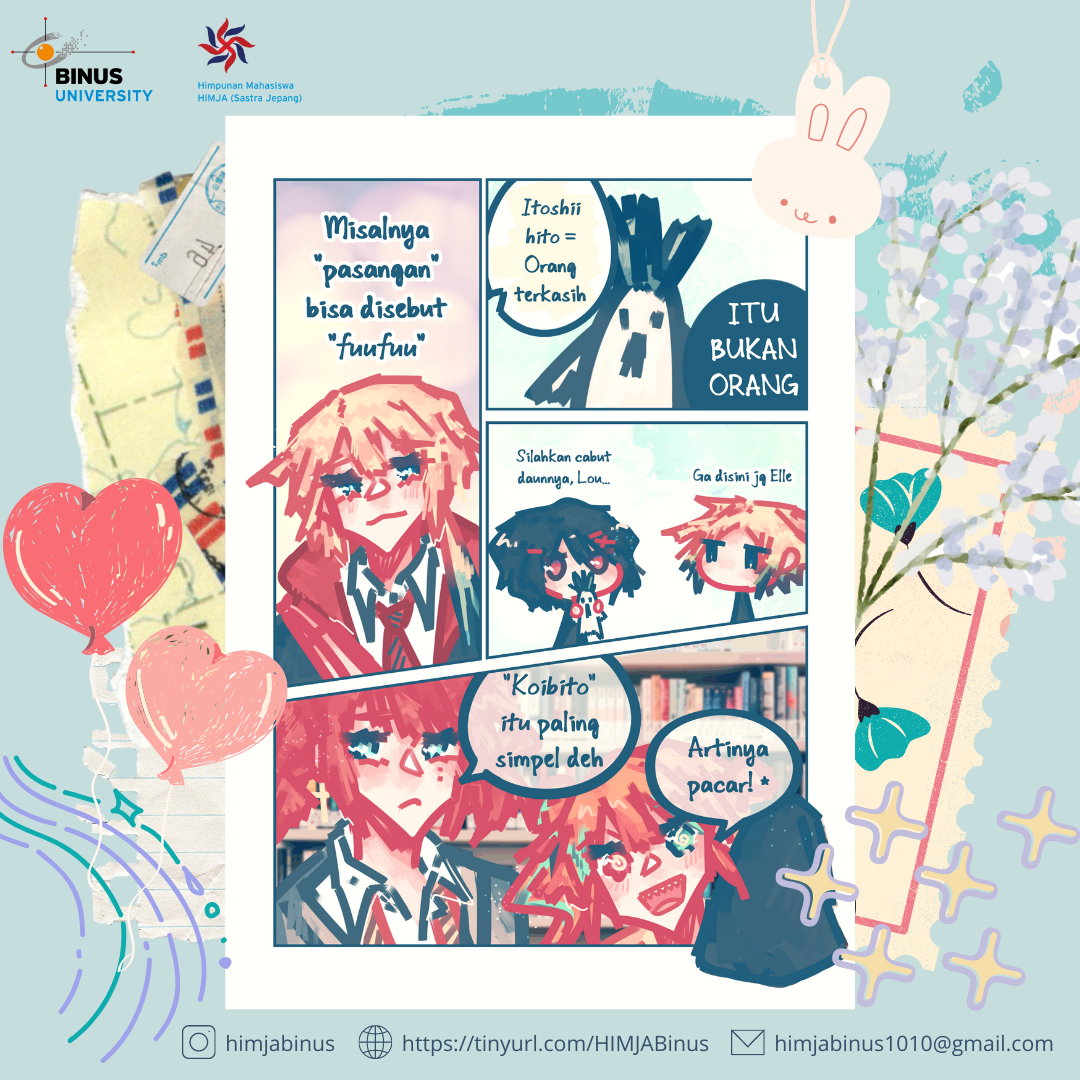 BINUS
UNIVERSITY
Himpunan Mahasiswa
HIMJA (Sastra Jepang)
Misalnya
"pasangan"
bisa disebut
"fuufuu"
Itoshii
hito =
Orang
terkasih
ITU
BUKAN
ORANG
Silahkan cabut
daunnya, Lou...
Ga disini jg Elle
"Koibito"
itu paling
simpel deh
Artinya
pacar! *
himjabinus
https://tinyurl.com/HIMJABinus
himjabinus1010@gmail.com